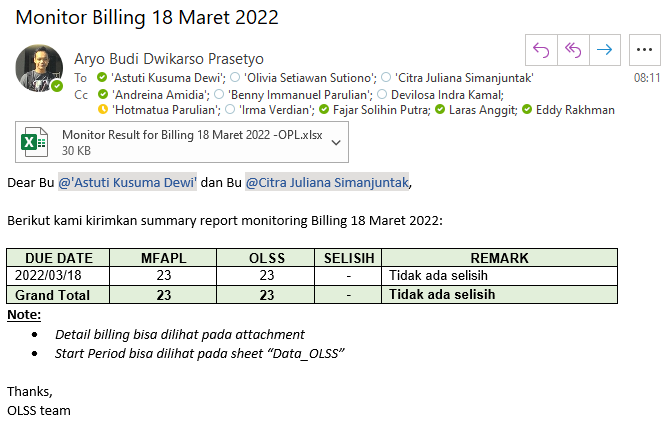 Monitor Billing 18 Maret 2022
Aryo Budi Dwikarso Prasetyo
To 'Astuti Kusuma Dewi'; 'Olivia Setiawan Sutiono'; 'Citra Juliana Simanjuntak'
08:11
Cc 'Andreina Amidia'; 'Benny Immanuel Parulian'; Devilosa Indra Kamal;
'Hotmatua Parulian'; 'Irma Verdian'; Fajar Solihin Putra; Laras Anggit; Eddy Rakhman
Monitor Result for Billing 18 Maret 2022 -OPL.xlsx
30 KB
Dear Bu @'Astuti Kusuma Dewi' dan Bu @Citra Juliana Simanjuntak,
Berikut kami kirimkan summary report monitoring Billing 18 Maret 2022:
DUE DATE MFAPL OLSS SELISIH REMARK
2022/03/18 23 23 - Tidak ada selisih
Grand Total 23 23 - Tidak ada selisih
Note:
• Detail billing bisa dilihat pada attachment
• Start Period bisa dilihat pada sheet “Data_OLSS”
Thanks,
OLSS team